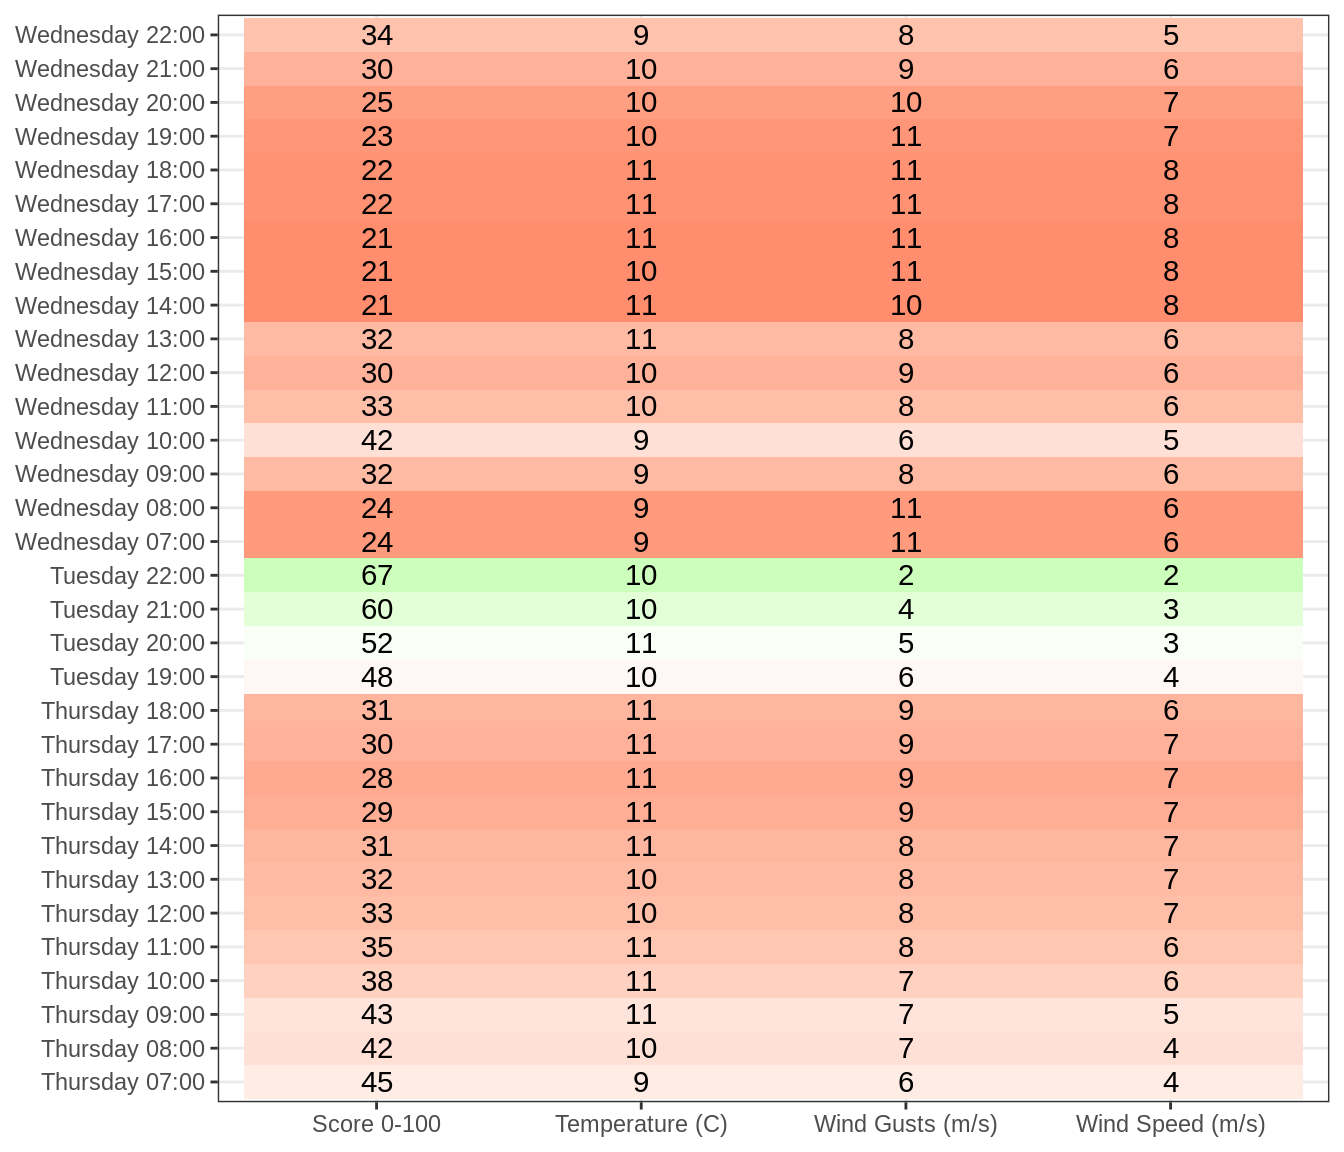 Wednesday 22:00 34 9 8 5
Wednesday 21:00 30 10 9 6
Wednesday 20:00 25 10 10 7
Wednesday 19:00 23 10 11 7
Wednesday 18:00 22 11 11 8
Wednesday 17:00 22 11 11 8
Wednesday 16:00 21 11 11 8
Wednesday 15:00 21 10 11 8
Wednesday 14:00 21 11 10 8
Wednesday 13:00 32 11 8 6
Wednesday 12:00 30 10 9 6
Wednesday 11:00 33 10 8 6
Wednesday 10:00 42 9 6 5
Wednesday 09:00 32 9 8 6
Wednesday 08:00 24 9 11 6
Wednesday 07:00 24 9 11 6
Tuesday 22:00 67 10 2 2
Tuesday 21:00 60 10 4 3
Tuesday 20:00 52 11 5 3
Tuesday 19:00 48 10 6 4
Thursday 18:00 31 11 9 6
Thursday 17:00 30 11 9 7
Thursday 16:00 28 11 9 7
Thursday 15:00 29 11 9 7
Thursday 14:00 31 11 8 7
Thursday 13:00 32 10 8 7
Thursday 12:00 33 10 8 7
Thursday 11:00 35 11 8 6
Thursday 10:00 38 11 7 6
Thursday 09:00 43 11 7 5
Thursday 08:00 42 10 7 4
Thursday 07:00 45 9 6 4
Score 0-100 Temperature (C) Wind Gusts (m/s) Wind Speed (m/s)